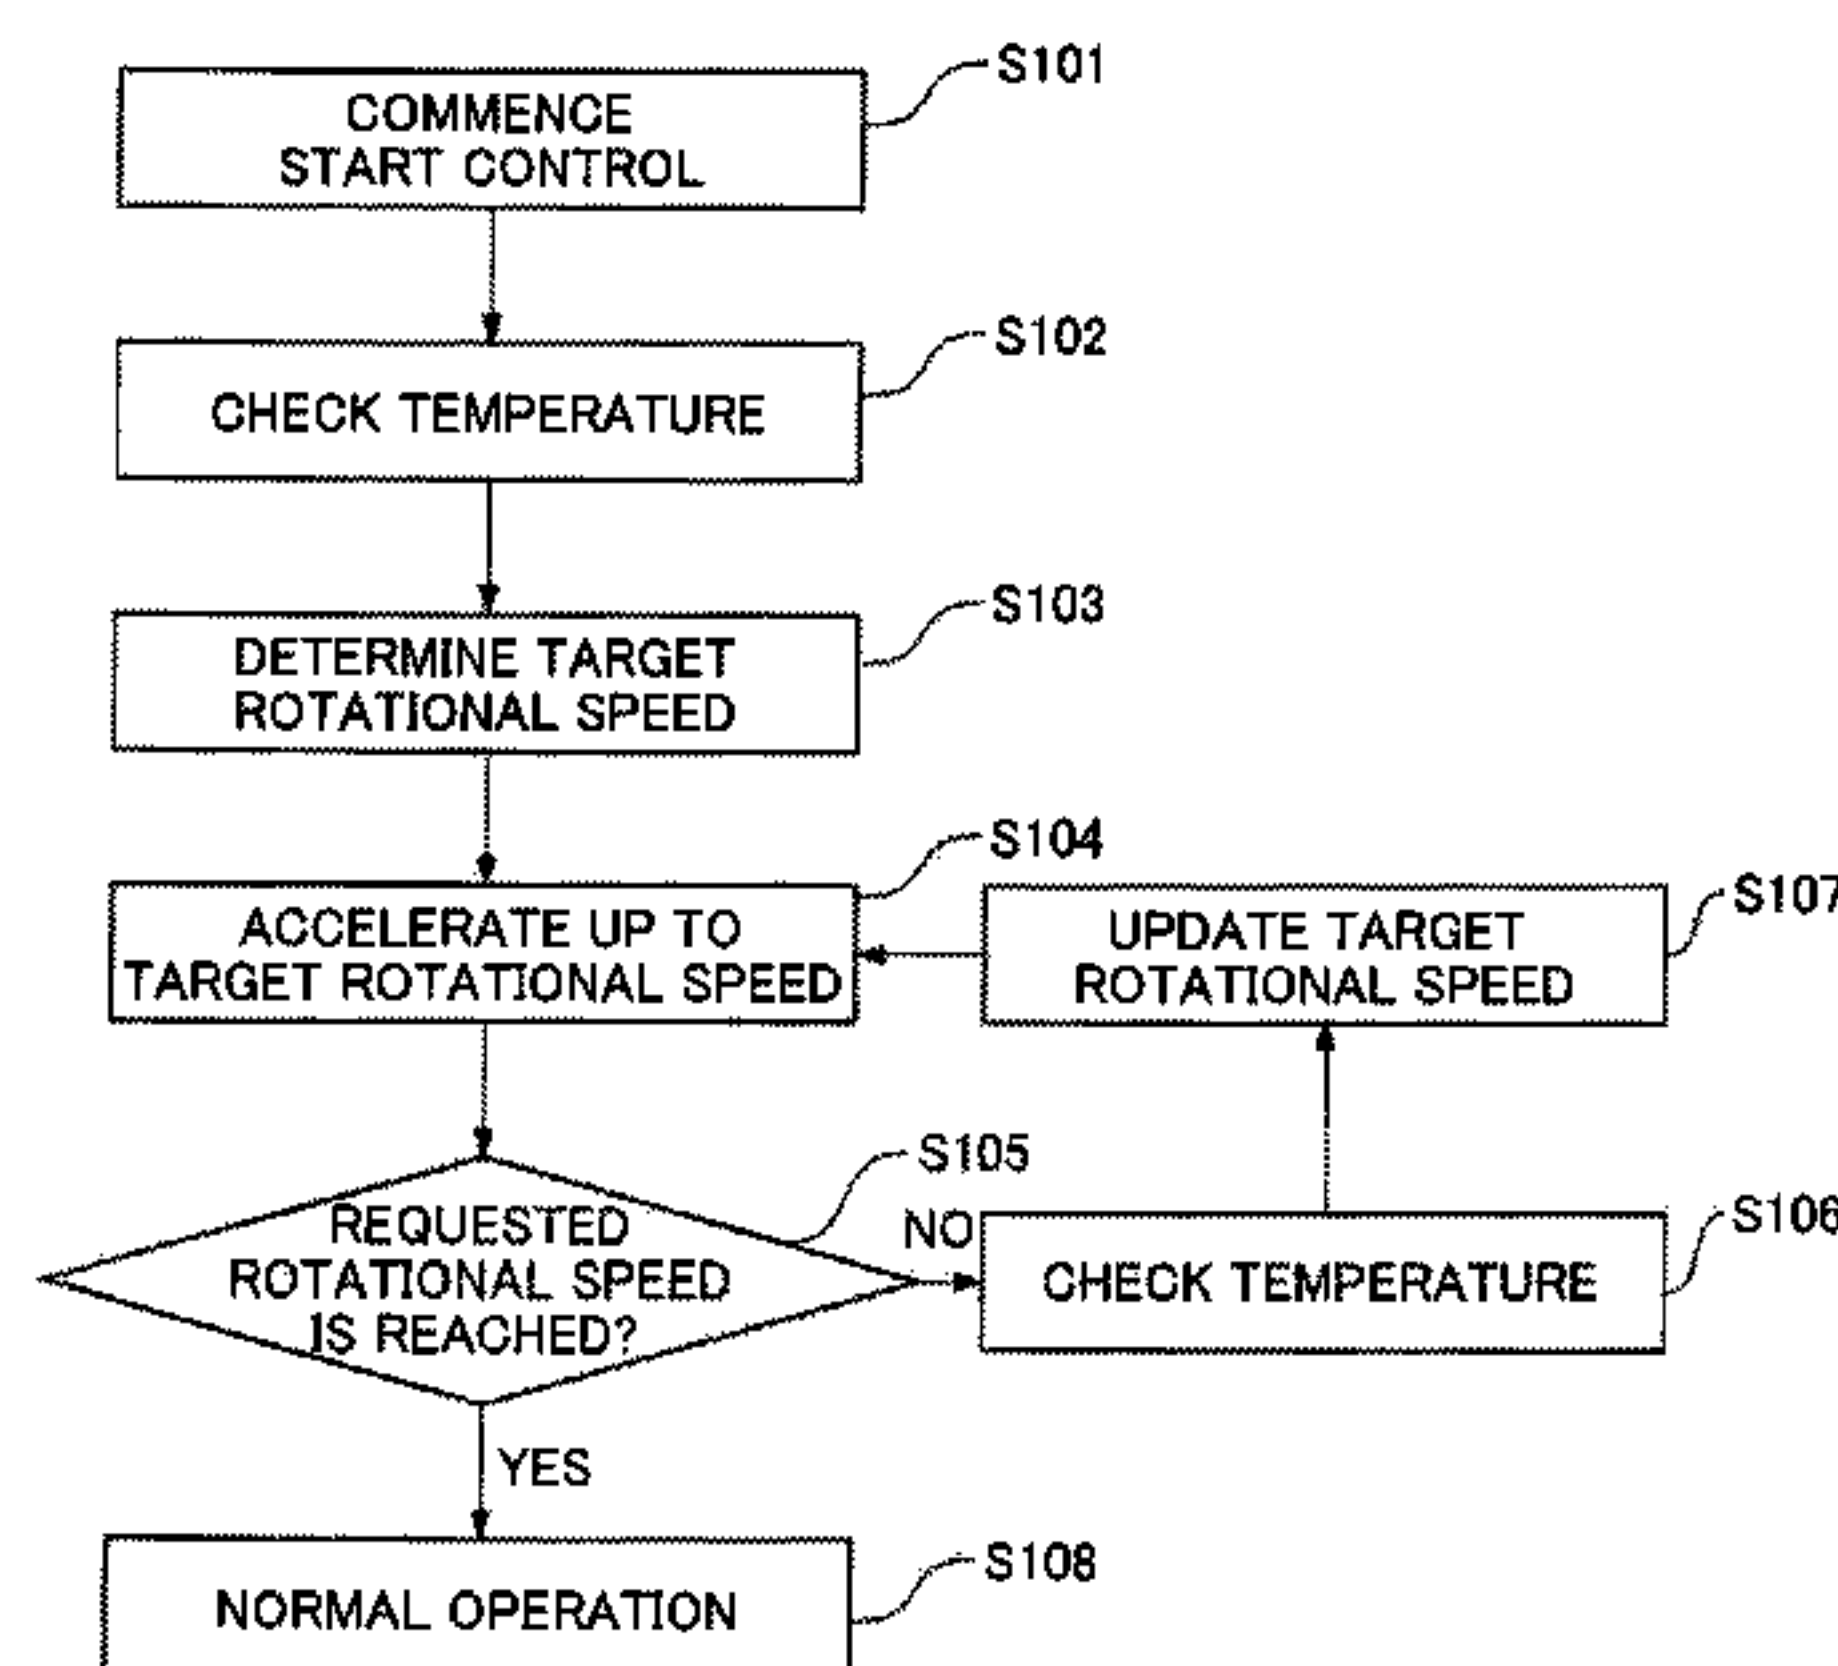 S101
COMMENCE
START CONTROL
S102
CHECK TEMPERATURE
S103
DETERMINE TARGET
ROTATIONAL SPEED
S104
ACCELERATE UP TO
TARGET ROTATIONAL SPEED
S107
UPDATE TARGET
ROTATIONAL SPEED
S105
REQUESTED
ROTATIONAL SPEED
IS REACHED?
NO
S106
CHECK TEMPERATURE
YES
S108
NORMAL OPERATION